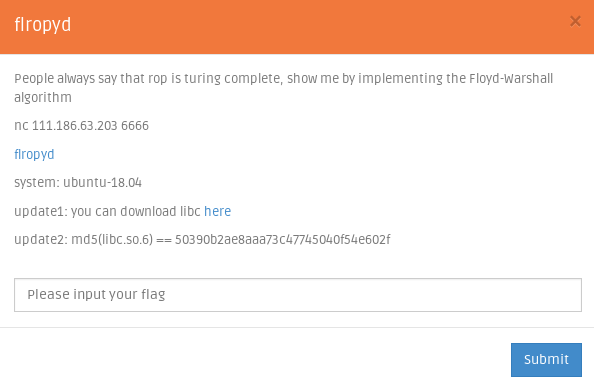 flropyd
×
People always say that rop is turing complete, show me by implementing the Floyd-Warshall
algorithm
nc 111.186.63.203 6666
flropyd
system: ubuntu-18.04
update1: you can download libc here
update2: md5(libc.so.6) == 50390b2ae8aaa73c47745040f54e602f
Please input your flag
Submit